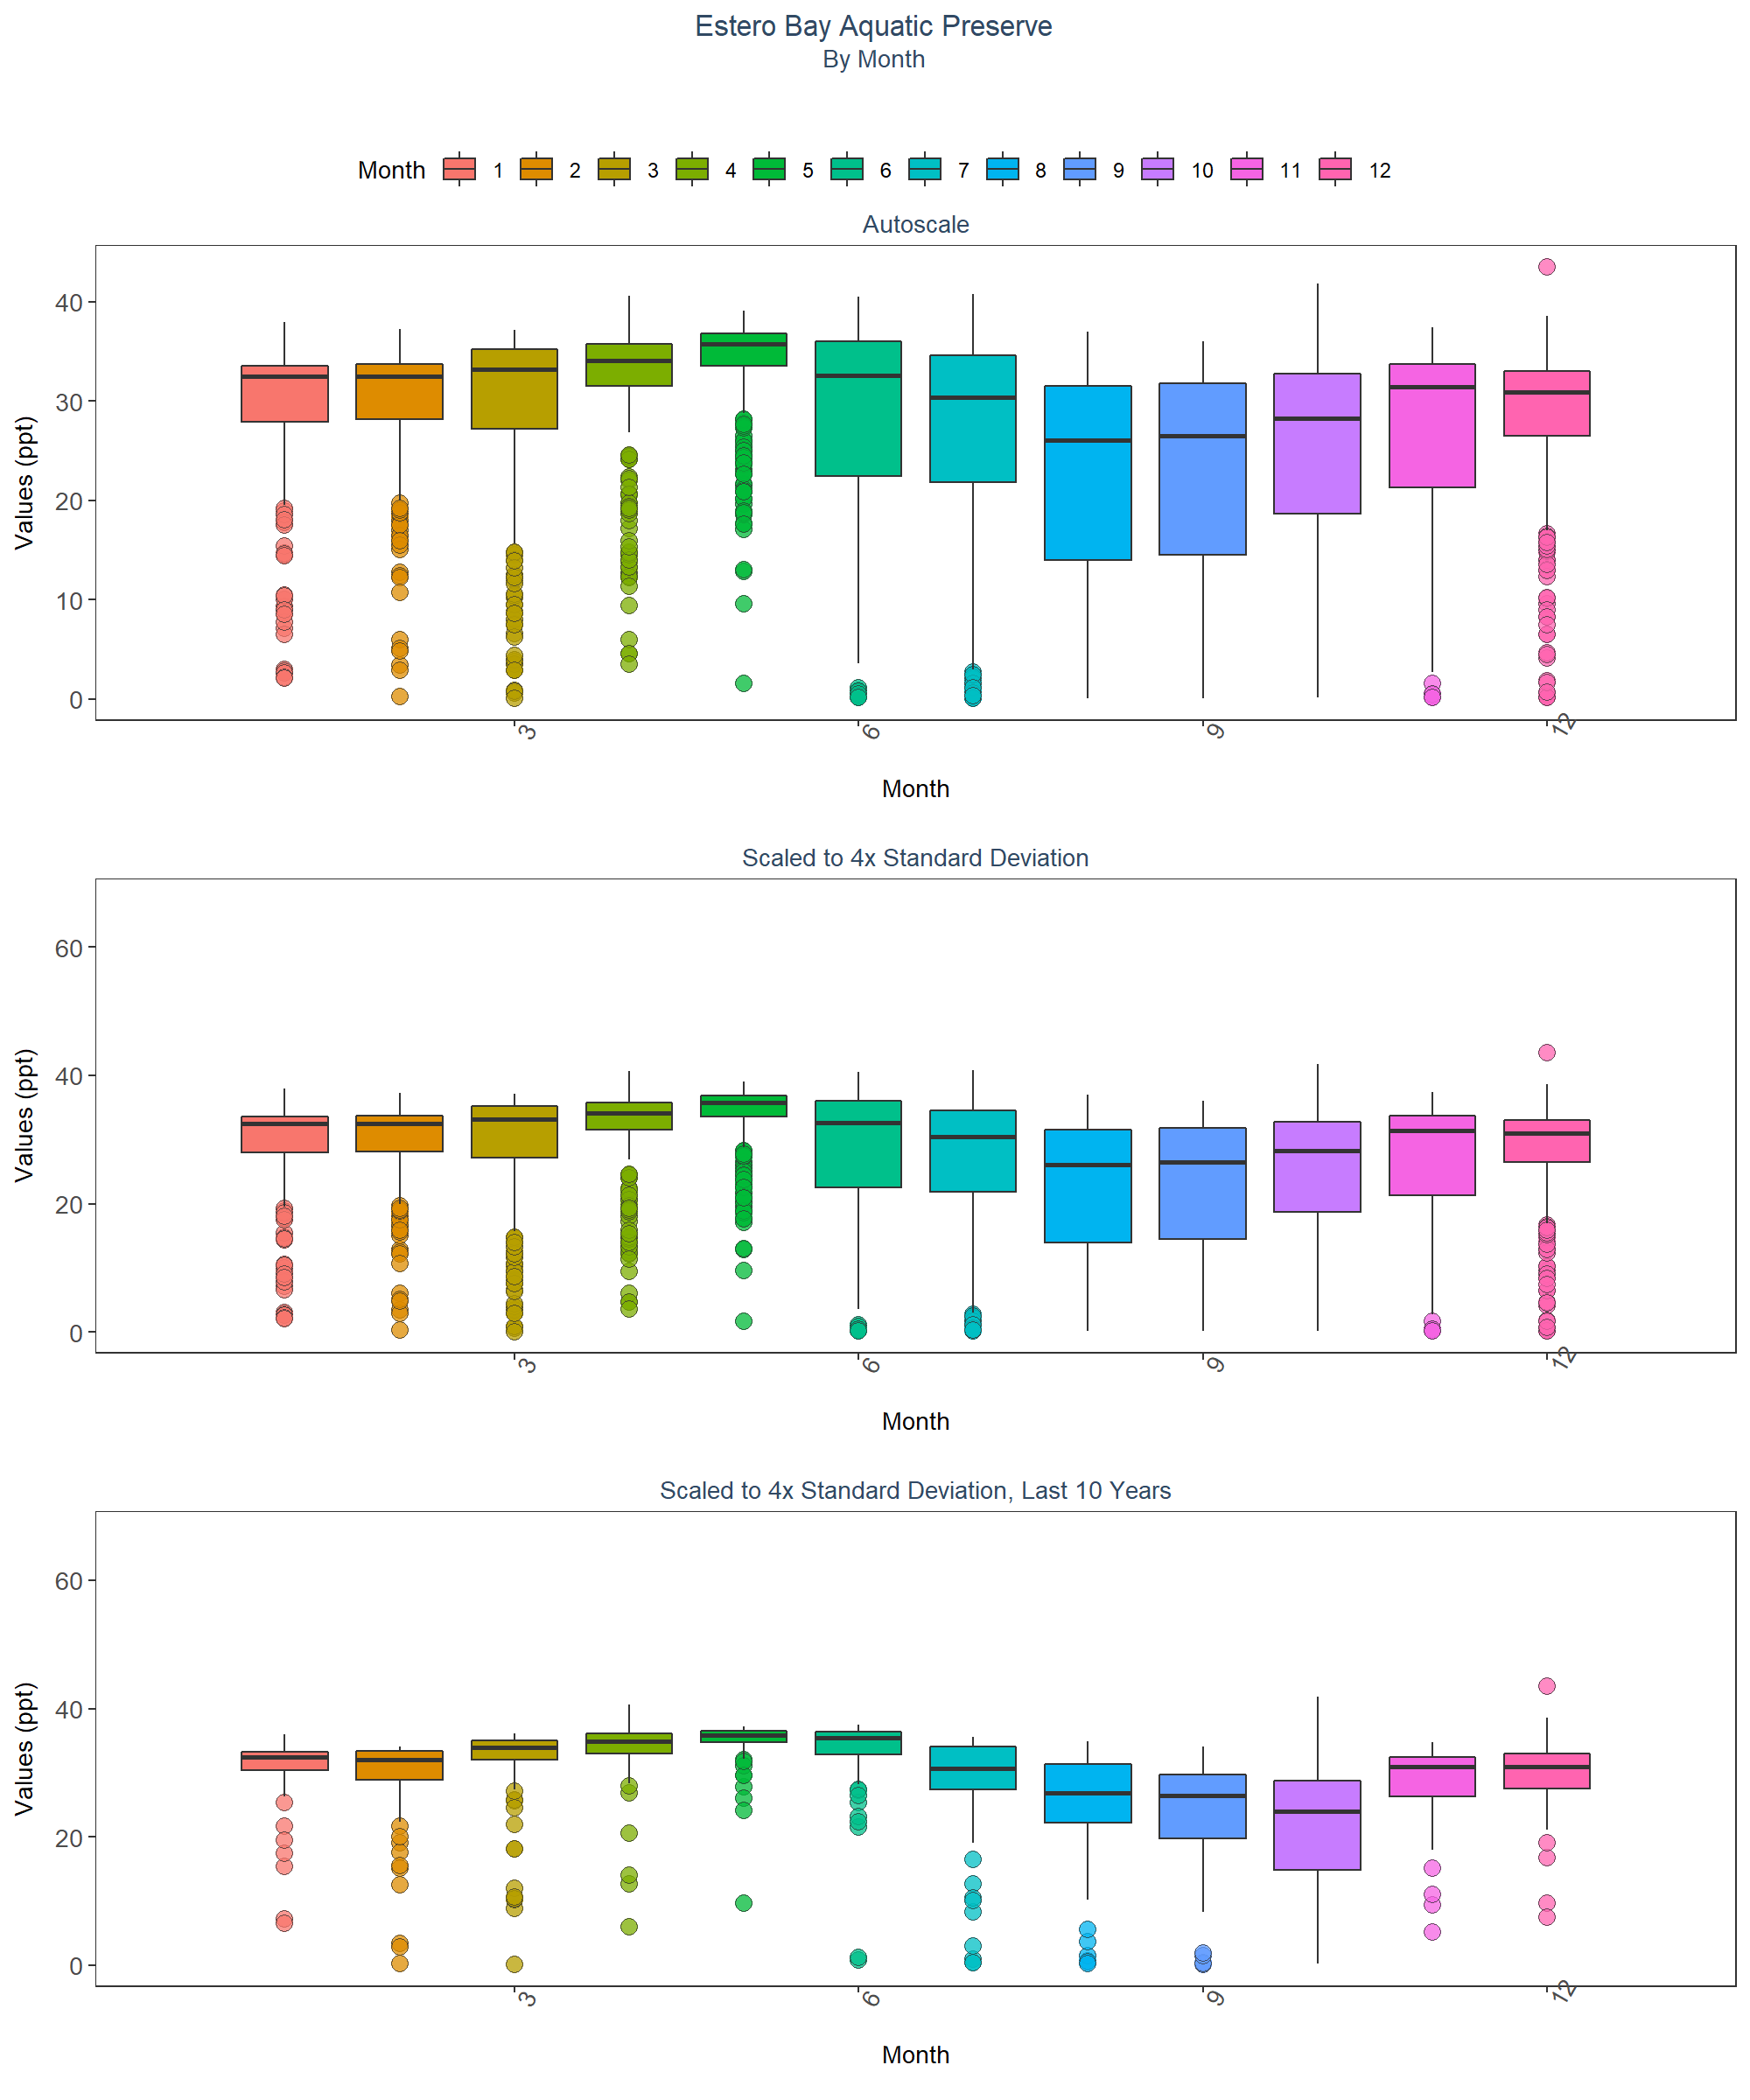 Estero Bay Aquatic Preserve
By Month
Month 1 2 3 4 5 6 7 8 9 10 11 12
Autoscale
Values (ppt)
40
30
20
10
0
3 6 9 12
Month
Scaled to 4x Standard Deviation
Values (ppt)
60
40
20
0
3 6 9 12
Month
Scaled to 4x Standard Deviation, Last 10 Years
Values (ppt)
60
40
20
0
3 6 9 12
Month